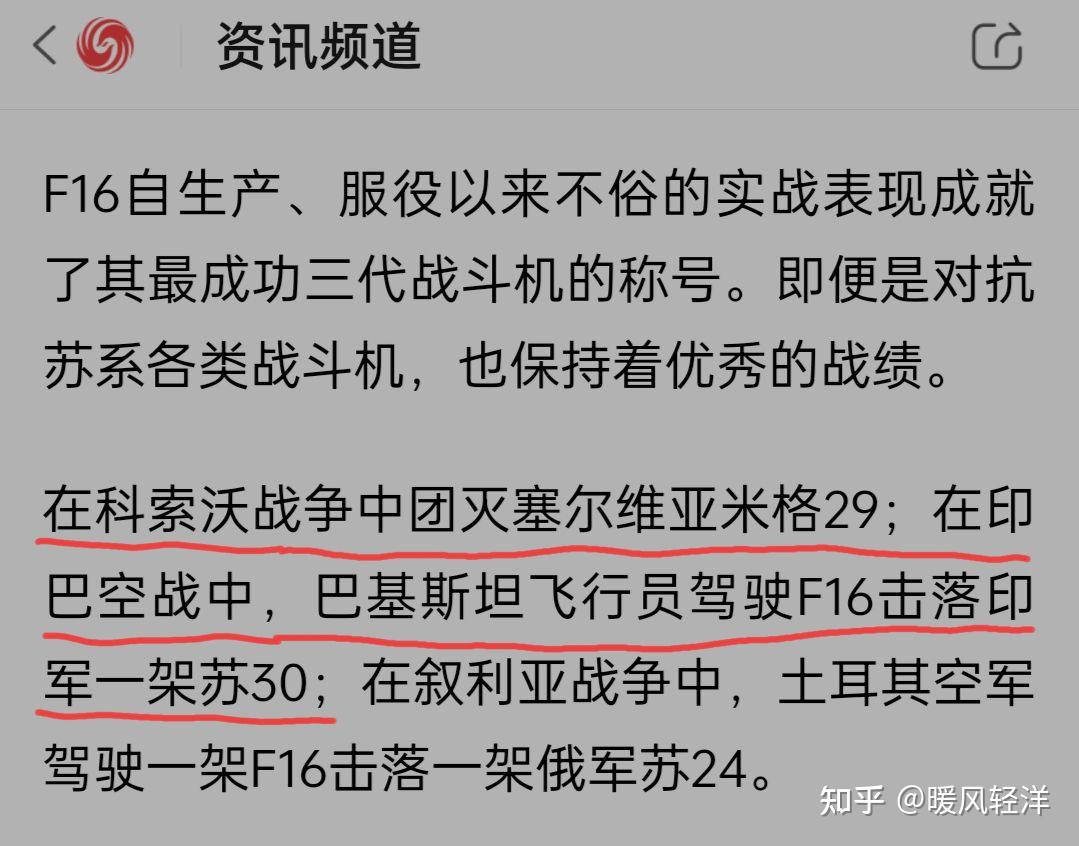 资讯频道
F16自生产、服役以来不俗的实战表现成就
了其最成功三代战斗机的称号。即便是对抗
苏系各类战斗机，也保持着优秀的战绩。
在科索沃战争中团灭塞尔维亚米格29；在印
巴空战中，巴基斯坦飞行员驾驶F16击落印
军一架苏30；在叙利亚战争中，土耳其空军
驾驶一架F16击落一架俄军苏24。
知乎 @暖风轻洋